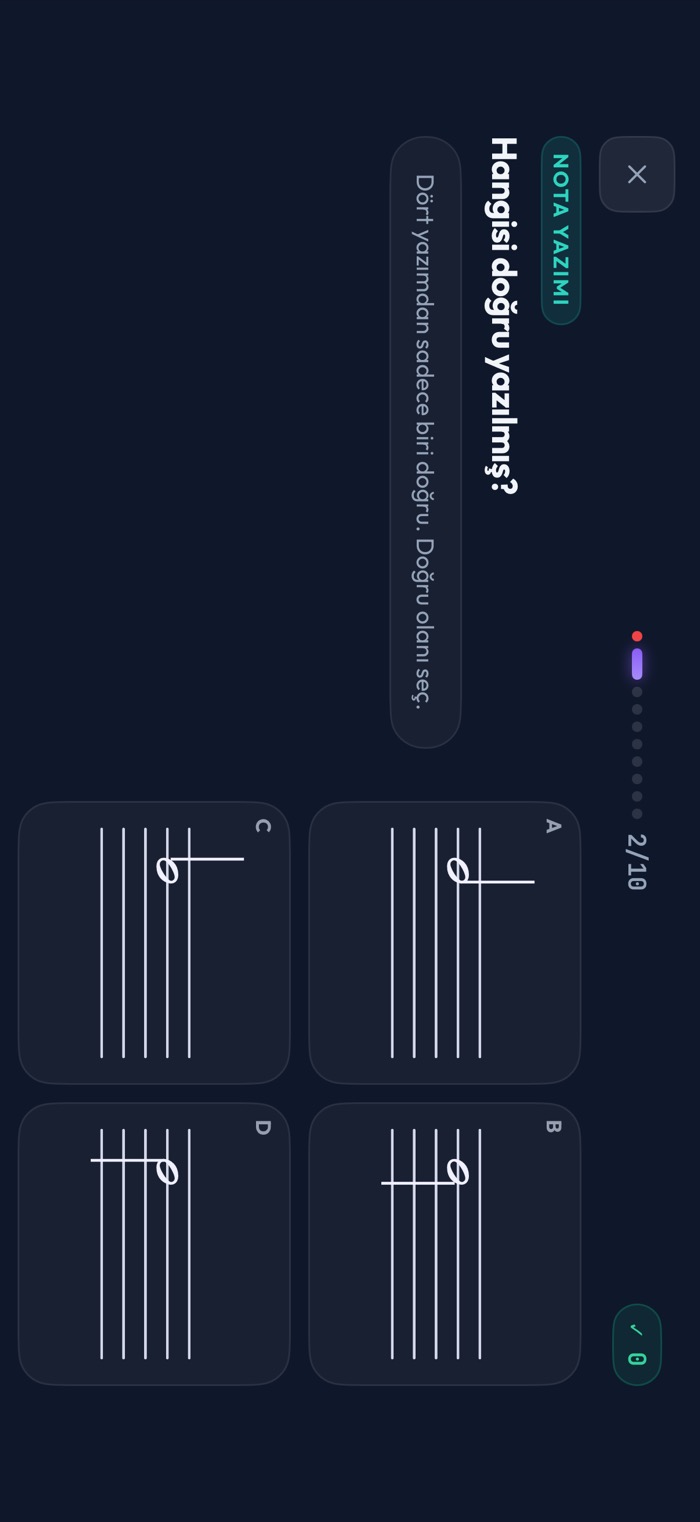 2/10
✓ 0
NOTA YAZIMI
Hangisi doğru yazılmış?
Dört yazımdan sadece biri doğru. Doğru olanı seç.
A
B
C
D